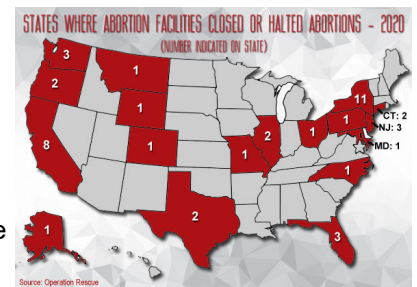 STATES WHERE ABORTION FACILITIES CLOSED OR HALTED ABORTIONS - 2020
(NUMBER INDICATED ON STATE)
3
1
2
1
11
CT: 2
8
1
1
2
1
1
NJ: 3
MD: 1
1
2
e
1
3
Source: Operation Rescue